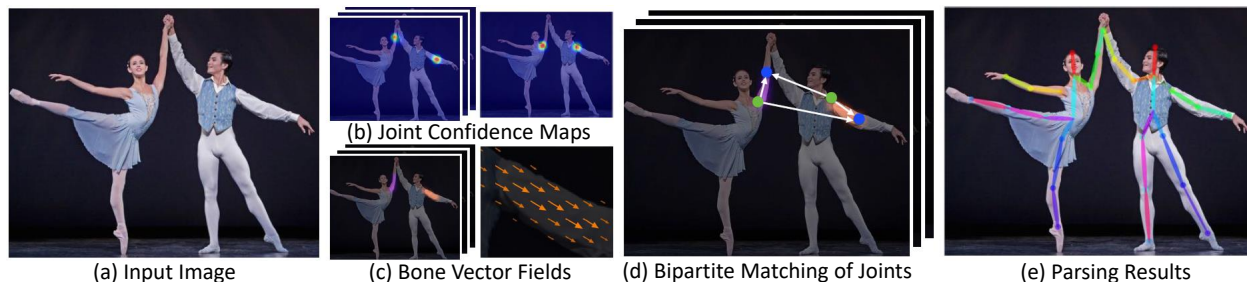 (b) Joint Confidence Maps
(a) Input Image
(c) Bone Vector Fields
(d) Bipartite Matching of Joints
(e) Parsing Results